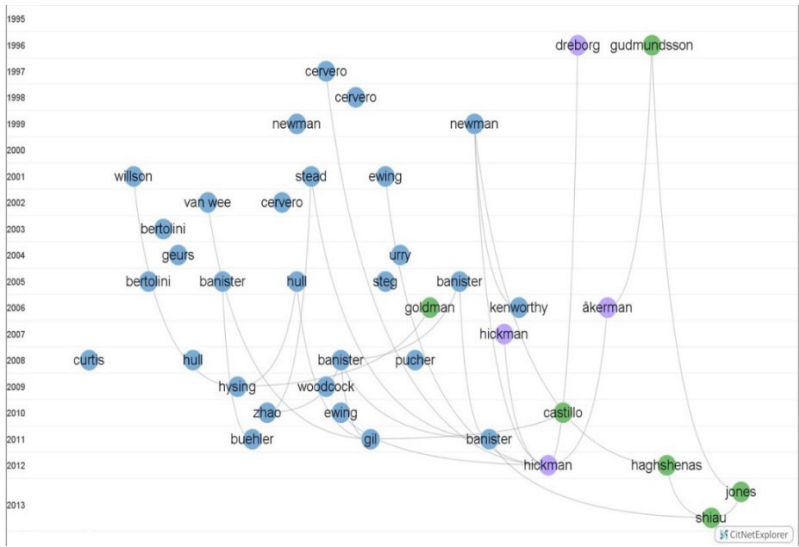 1995
1996 dreborg gudmundsson
1997 cervero
1998 cervero
1999 newman newman
2000
2001 willson stead ewing
2002 van wee cervero
2003 bertolini
2004 geurs urry
2005 bertolini banister hull steg banister
2006 goldman kenworthy åkerman
2007 hickman
2008 curtis hull banister pucher
2009 hysing woodcock
2010 zhao ewing castillo
2011 buehler gil banister
2012 hickman haghshenas
jones
2013
shiau
CitNetExplorer